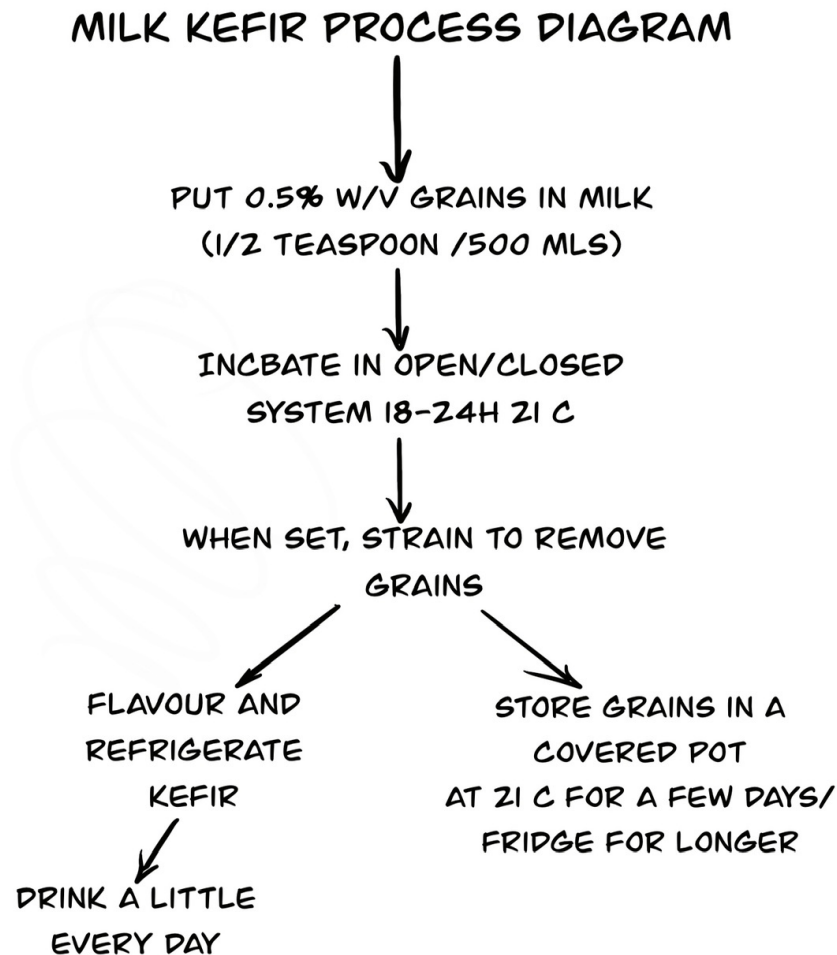 MILK KEFIR PROCESS DIAGRAM
PUT 0.5% W/V GRAINS IN MILK
(1/2 TEASPOON /500 MLS)
INCBATE IN OPEN/CLOSED
SYSTEM 18-24H 21 C
WHEN SET, STRAIN TO REMOVE
GRAINS
FLAVOUR AND
REFRIGERATE
KEFIR
DRINK A LITTLE
EVERY DAY
STORE GRAINS IN A
COVERED POT
AT 21 C FOR A FEW DAYS/
FRIDGE FOR LONGER